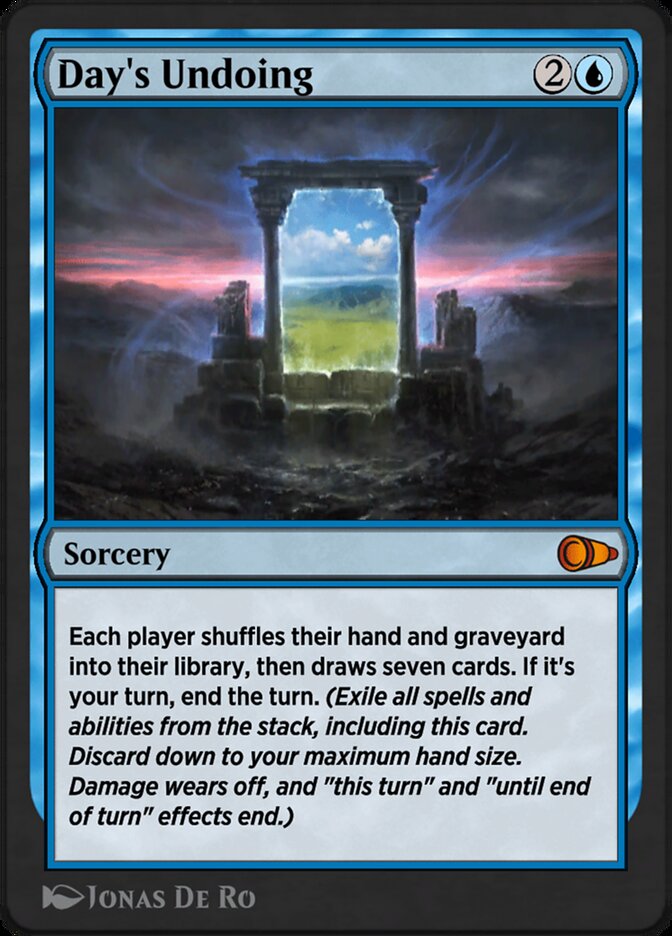 Day's Undoing 2
Sorcery
Each player shuffles their hand and graveyard
into their library, then draws seven cards. If it's
your turn, end the turn. (Exile all spells and
abilities from the stack, including this card.
Discard down to your maximum hand size.
Damage wears off, and "this turn" and "until end
of turn" effects end.)
Jonas De Ro